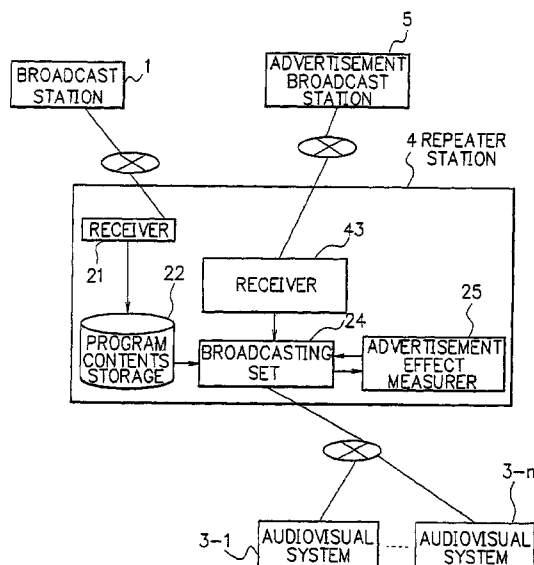 BROADCAST
STATION
1
5
ADVERTISEMENT
BROADCAST
STATION
4 REPEATER
STATION
RECEIVER
21
43
RECEIVER
22
PROGRAM
CONTENTS
STORAGE
24
BROADCASTING
SET
25
ADVERTISEMENT
EFFECT
MEASURER
3-1
AUDIOVISUAL
SYSTEM
3-n
AUDIOVISUAL
SYSTEM